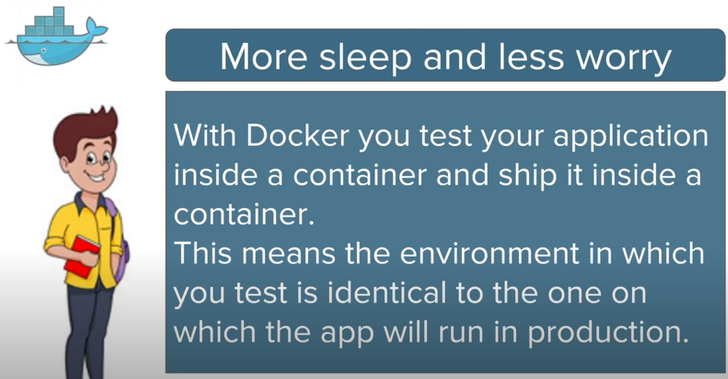 More sleep and less worry
With Docker you test your application
inside a container and ship it inside a
container.
This means the environment in which
you test is identical to the one on
which the app will run in production.